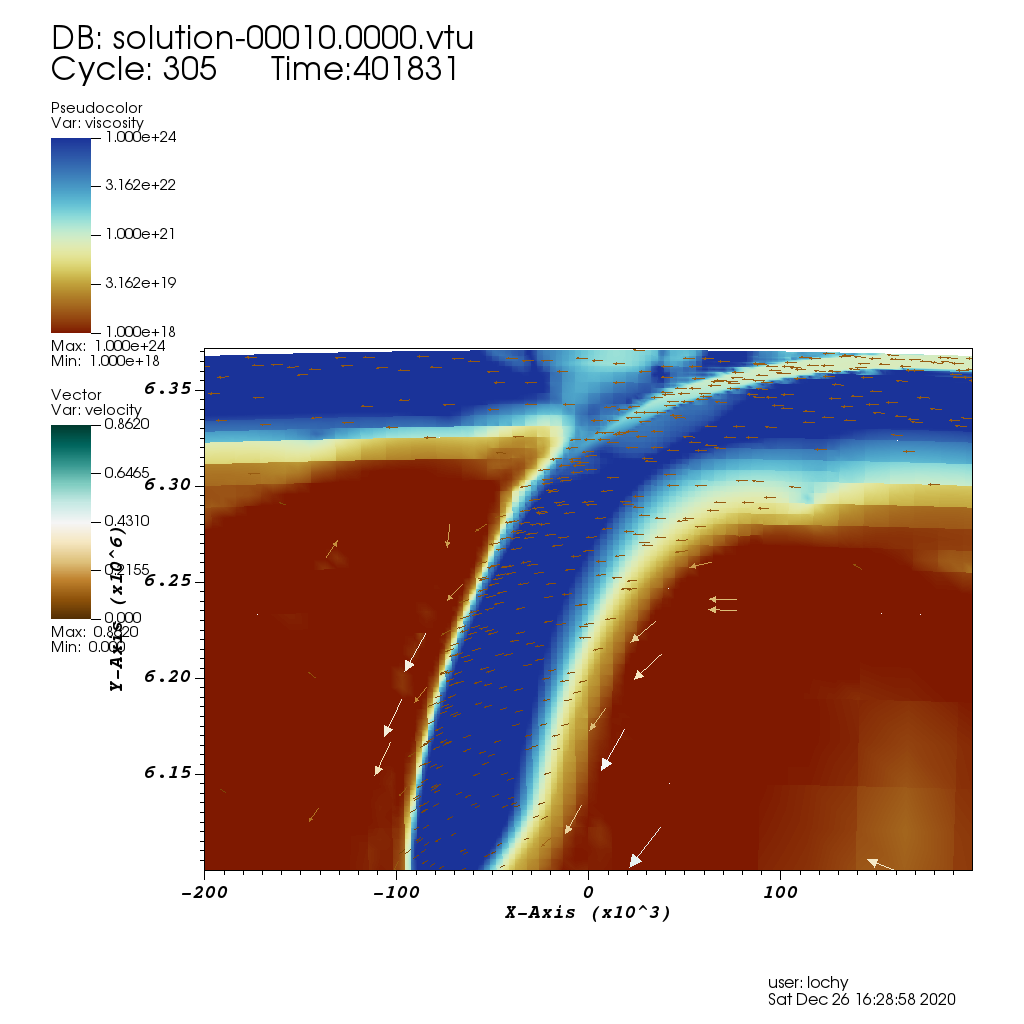 DB: solution-00010.0000.vtu
Cycle: 305 Time:401831
Pseudocolor
Var: viscosity
1.000e+24
3.162e+22
1.000e+21
3.162e+19
1.000e+18
Max: 1.000e+24
Min: 1.000e+18
Vector
Var: velocity
0.8620
0.6465
0.4310
0.2155
0.000
Max: 0.8620
Min: 0.000
Y-Axis (x10^6)
6.35
6.30
6.25
6.20
6.15
-200
-100
0
100
X-Axis (x10^3)
user: lochy
Sat Dec 26 16:28:58 2020